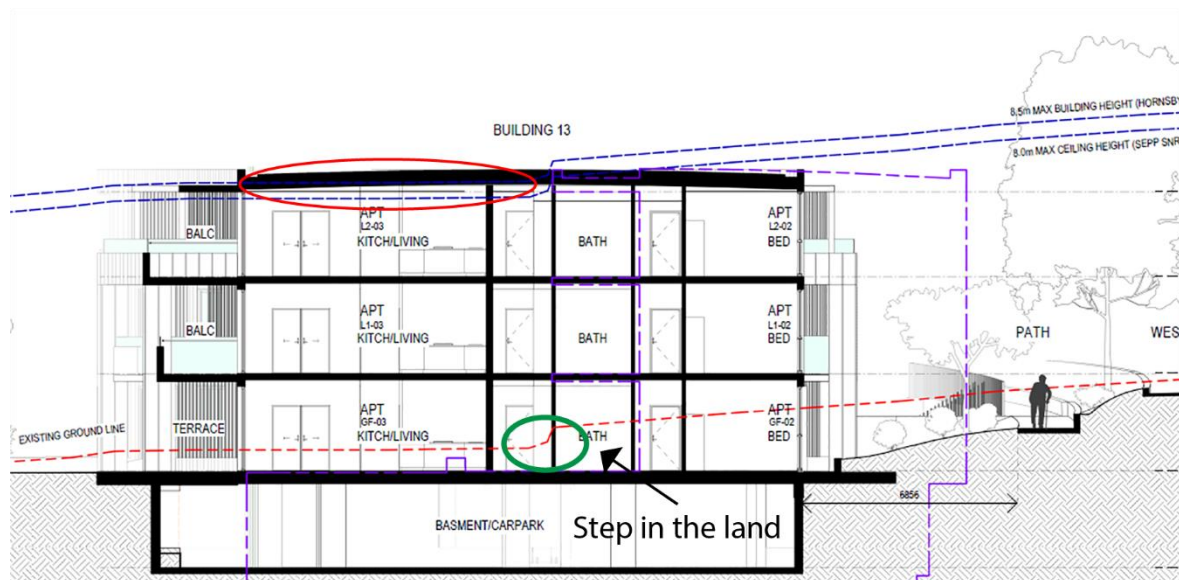 8.5m MAX BUILDING HEIGHT (HORNSBY
BUILDING 13
8.0m MAX CEILING HEIGHT (SEPP SNR
APT
L2-03
KITCH/LIVING
BALC
BATH
APT
L2-02
BED
APT
L1-03
KITCH/LIVING
BALC
BATH
APT
L1-02
BED
PATH
WES
APT
GF-03
KITCH/LIVING
TERRACE
BATH
APT
GF-02
BED
EXISTING GROUND LINE
6856
BASMENT/CARPARK
Step in the land